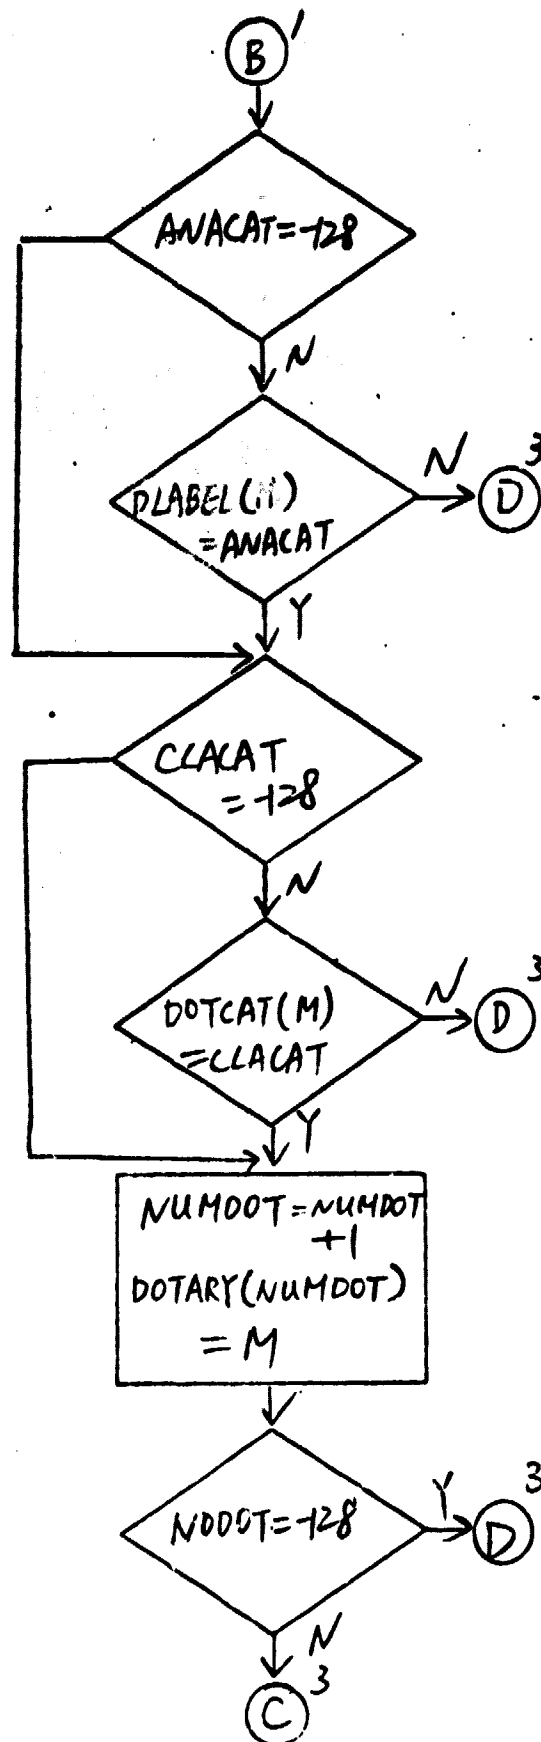 B 1
ANACAT=-128
N
DLABEL(M)
=ANACAT
N
D 3
Y
CLACAT
=-128
N
DOTCAT(M)
=CLACAT
N
D 3
Y
NUMDOT=NUMDOT
+1
DOTARY(NUMDOT)
=M
NODOT=-128
Y
D 3
N
C 3